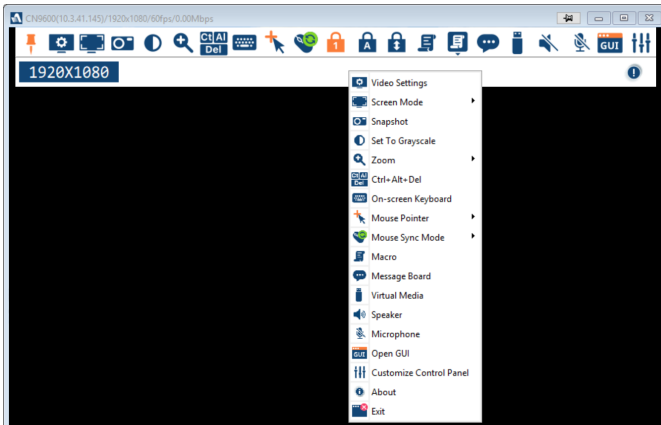 CN9600(10.3.41.145)/1920x1080/60fps/0.00Mbps
Ct Al
Del
1
A
GUI
1920X1080
Video Settings
Screen Mode
Snapshot
Set To Grayscale
Zoom
Ctrl+Alt+Del
On-screen Keyboard
Mouse Pointer
Mouse Sync Mode
Macro
Message Board
Virtual Media
Speaker
Microphone
GUI Open GUI
Customize Control Panel
About
Exit